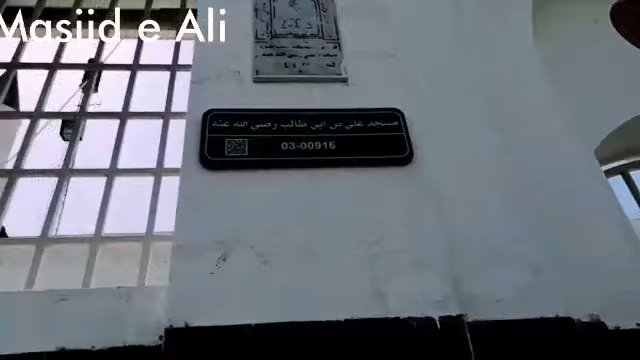 Masjid e Ali
مسجد علي بن ابي طالب رضي الله عنه
03-00916